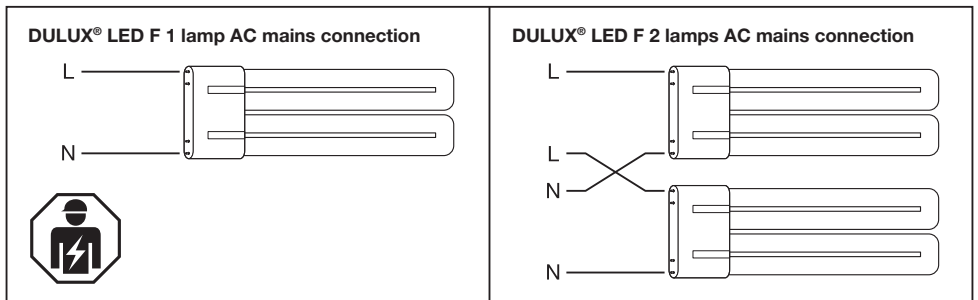 DULUX® LED F 1 lamp AC mains connection
L
N
DULUX® LED F 2 lamps AC mains connection
L
L
N
N